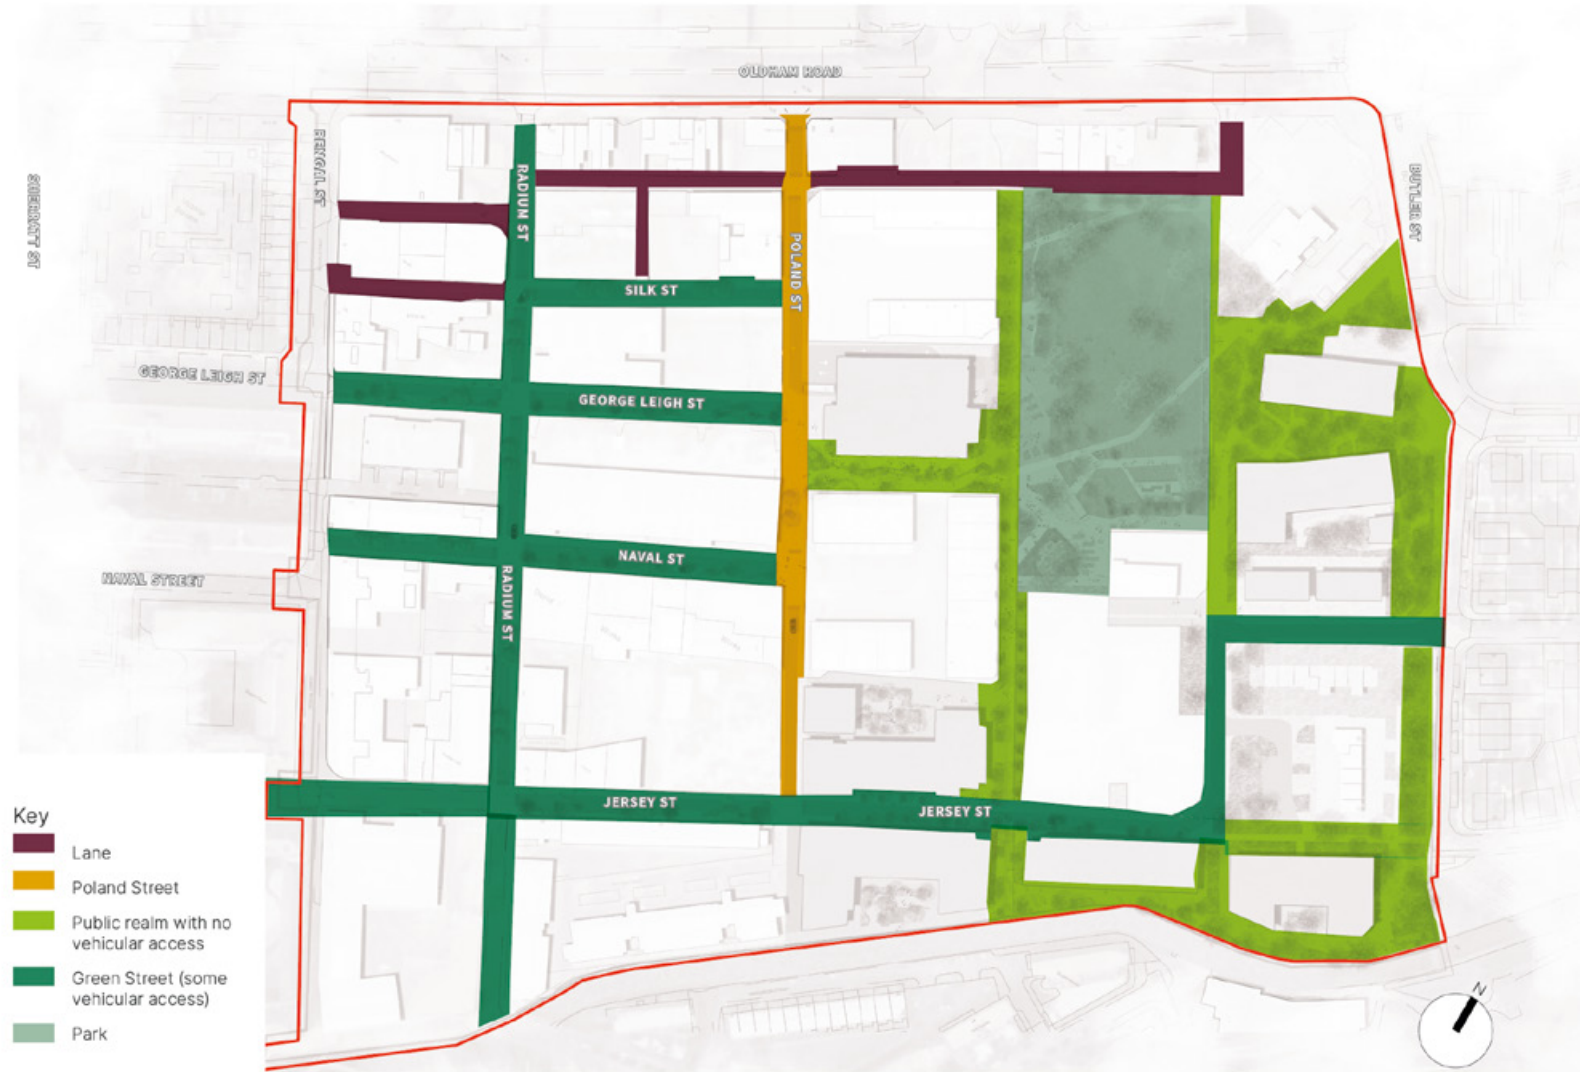 OLDHAM ROAD
BENGAL ST
SHERRATT ST
RADIUM ST
BUTLER ST
POLAND ST
SILK ST
GEORGE LEIGH ST
GEORGE LEIGH ST
NAVAL ST
NAVAL STREET
RADIUM ST
JERSEY ST
JERSEY ST
Key
Lane
Poland Street
Public realm with no
vehicular access
Green Street (some
vehicular access)
Park
N